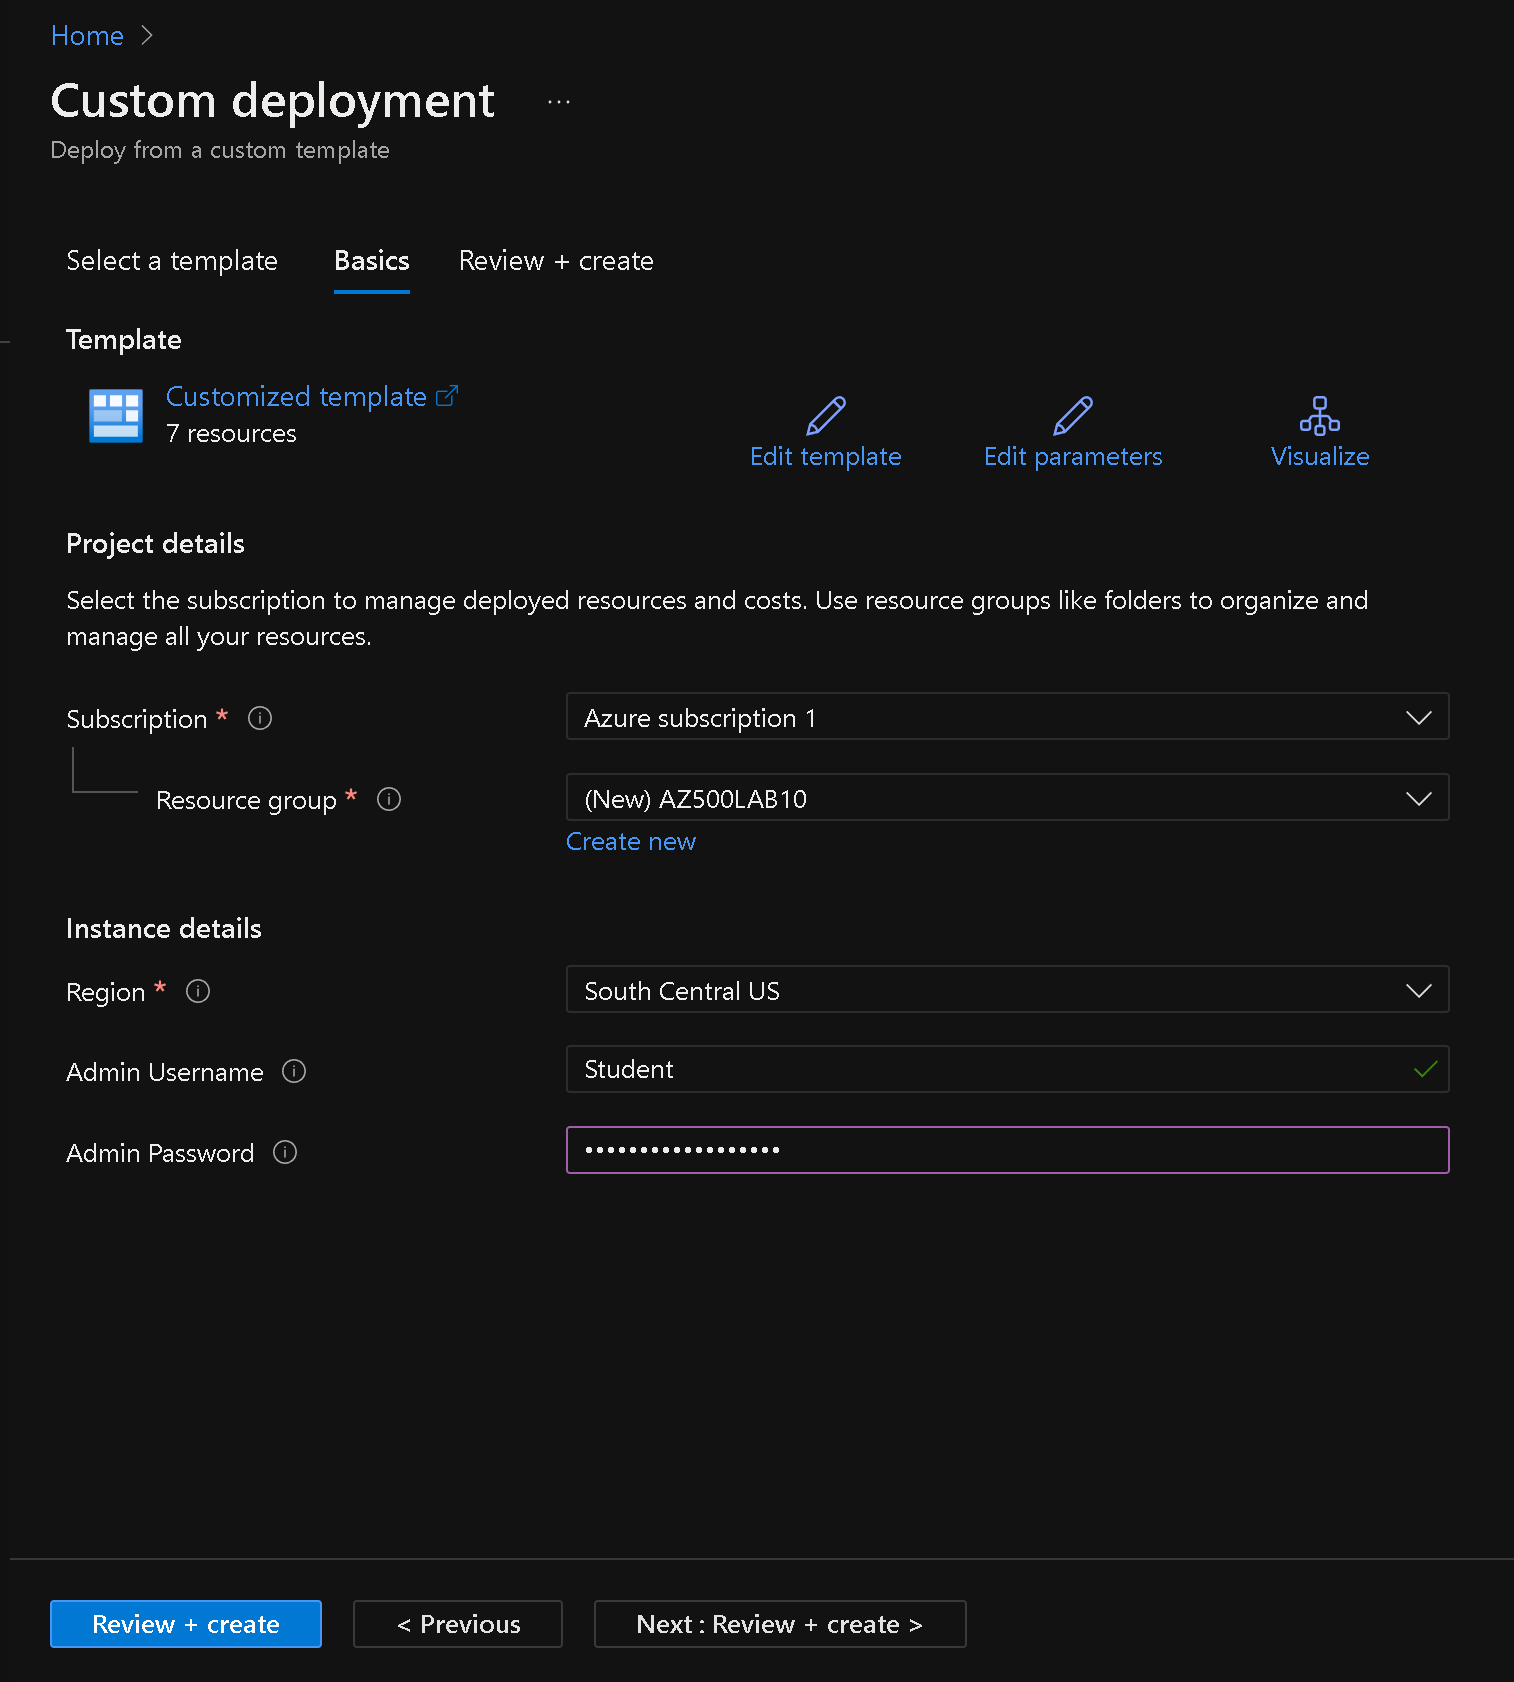 Home
Custom deployment ...
Deploy from a custom template
Select a template Basics Review + create
Template
Customized template
7 resources
Edit template Edit parameters Visualize
Project details
Select the subscription to manage deployed resources and costs. Use resource groups like folders to organize and
manage all your resources.
Subscription * Azure subscription 1
Resource group * (New) AZ500LAB10
Create new
Instance details
Region * South Central US
Admin Username Student
Admin Password ••••••••••••••••••
Review + create < Previous Next : Review + create >